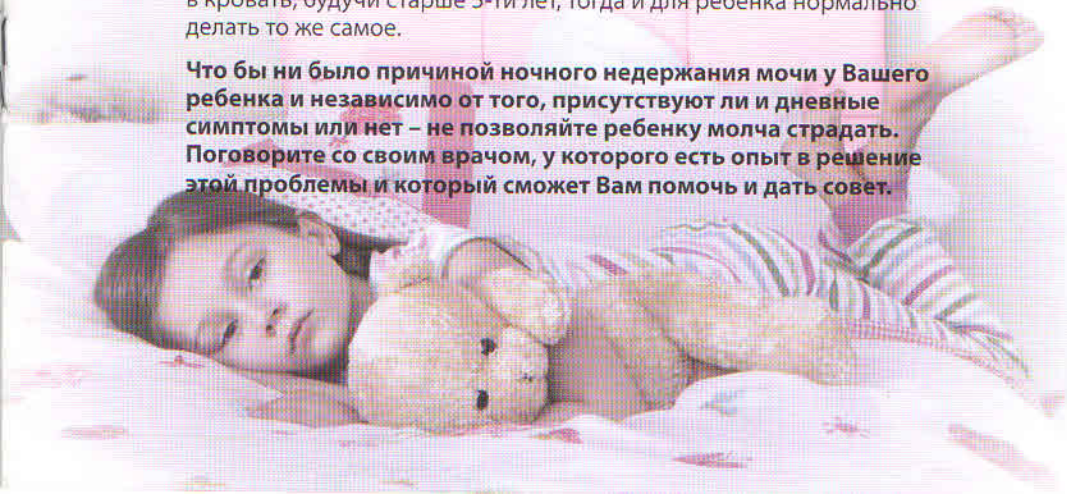 в кровать, будучи старше 5-ти лет, тогда и для ребенка нормально
делать то же самое.
Что бы ни было причиной ночного недержания мочи у Вашего
ребенка и независимо от того, присутствуют ли и дневные
симптомы или нет – не позволяйте ребенку молча страдать.
Поговорите со своим врачом, у которого есть опыт в решение
этой проблемы и который сможет Вам помочь и дать совет.